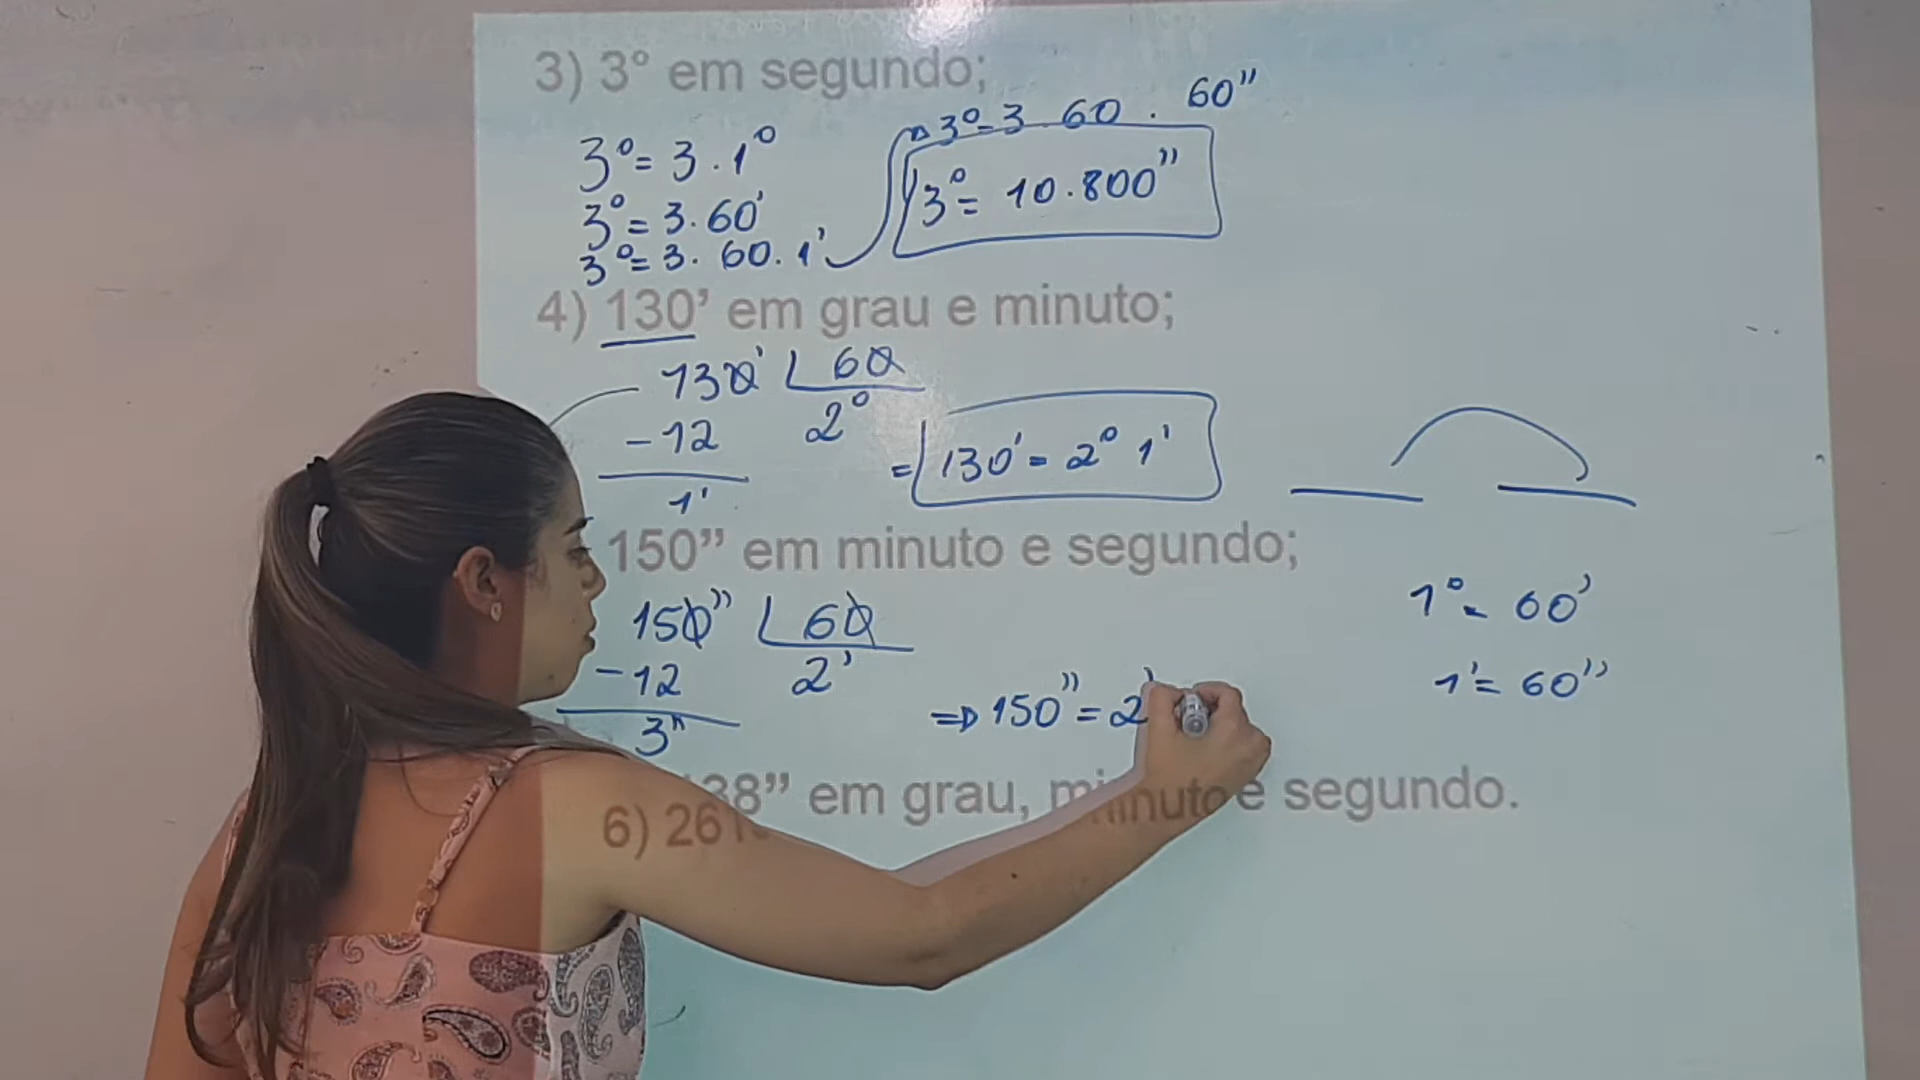 3) 3° em segundo;
3° = 3 . 1°
3° = 3. 60'
3° = 3. 60. 1'
3° = 3 . 60 . 60"
3° = 10.800"
4) 130' em grau e minuto;
130' 60
-12 2°
1'
= 130' = 2° 1'
150" em minuto e segundo;
150" 60
-12 2'
3"
⇒ 150" = 2'
1° = 60'
1' = 60"
6) 261 38" em grau, minuto e segundo.